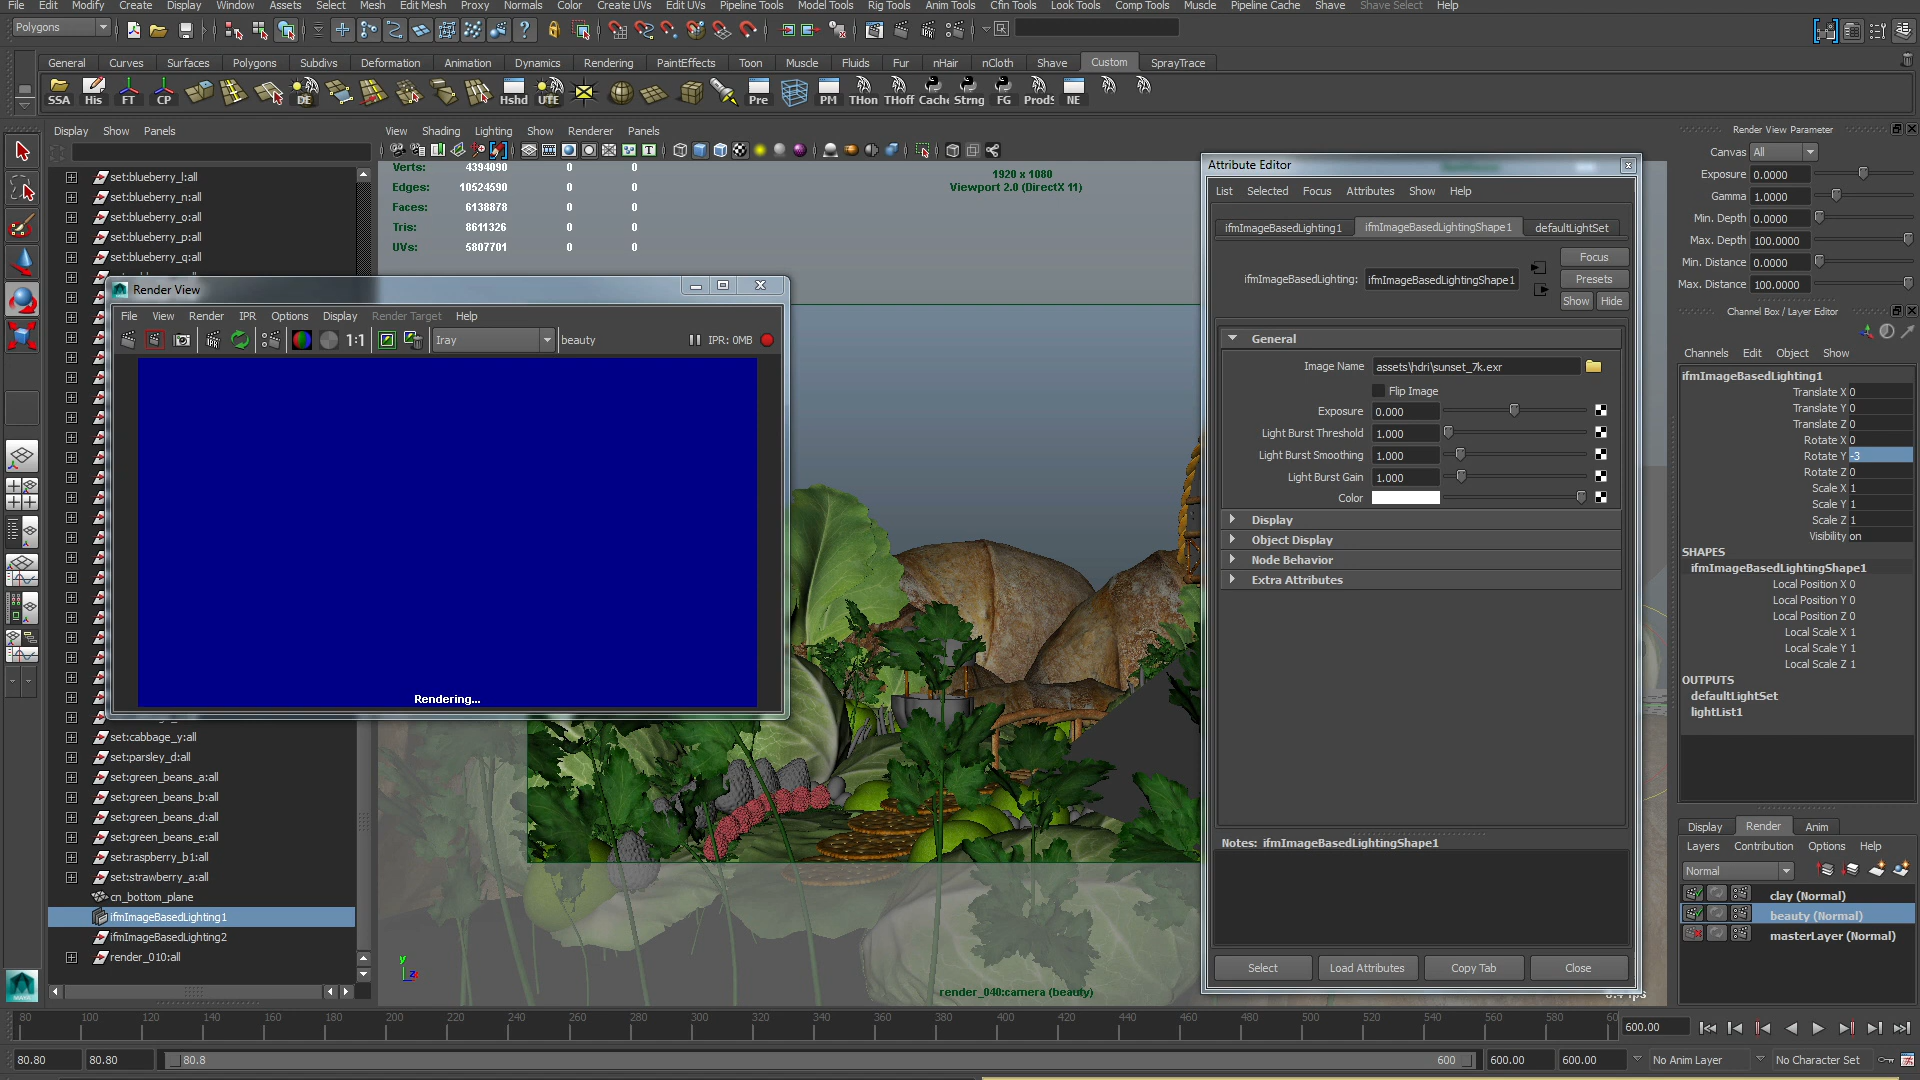 File Edit Modify Create Display Window Assets Select Mesh Edit Mesh Proxy Normals Color Create UVs Edit UVs Pipeline Tools Model Tools Rig Tools Anim Tools Cfin Tools Look Tools Comp Tools Muscle Pipeline Cache Shave Shave Select Help
Polygons
General Curves Surfaces Polygons Subdivs Deformation Animation Dynamics Rendering PaintEffects Toon Muscle Fluids Fur nHair nCloth Shave Custom SprayTrace
SSA His FT CP DE Hshd UTE Pre PM THon THoff Cache Strng FG Prods NE
Display Show Panels
View Shading Lighting Show Renderer Panels
Verts: 4394090 0 0
Edges: 10524590 0 0
Faces: 6138878 0 0
Tris: 8611326 0 0
UVs: 5807701 0 0
1920 x 1080
Viewport 2.0 (DirectX 11)
set:blueberry_l:all
set:blueberry_n:all
set:blueberry_o:all
set:blueberry_p:all
set:blueberry_q:all
Render View
File View Render IPR Options Display Render Target Help
IPR 1:1 Iray beauty IPR: 0MB
Rendering...
set:cabbage_y:all
set:parsley_d:all
set:green_beans_a:all
set:green_beans_b:all
set:green_beans_d:all
set:green_beans_e:all
set:raspberry_b1:all
set:strawberry_a:all
cn_bottom_plane
ifmImageBasedLighting1
ifmImageBasedLighting2
render_010:all
y
z
render_040:camera (beauty)
Attribute Editor
List Selected Focus Attributes Show Help
ifmImageBasedLighting1 ifmImageBasedLightingShape1 defaultLightSet
ifmImageBasedLighting: ifmImageBasedLightingShape1
Focus
Presets
Show Hide
General
Image Name assets\hdri\sunset_7k.exr
Flip Image
Exposure 0.000
Light Burst Threshold 1.000
Light Burst Smoothing 1.000
Light Burst Gain 1.000
Color
Display
Object Display
Node Behavior
Extra Attributes
Notes: ifmImageBasedLightingShape1
Select Load Attributes Copy Tab Close
Render View Parameter
Canvas All
Exposure 0.0000
Gamma 1.0000
Min. Depth 0.0000
Max. Depth 100.0000
Min. Distance 0.0000
Max. Distance 100.0000
Channel Box / Layer Editor
Channels Edit Object Show
ifmImageBasedLighting1
Translate X 0
Translate Y 0
Translate Z 0
Rotate X 0
Rotate Y -3
Rotate Z 0
Scale X 1
Scale Y 1
Scale Z 1
Visibility on
SHAPES
ifmImageBasedLightingShape1
Local Position X 0
Local Position Y 0
Local Position Z 0
Local Scale X 1
Local Scale Y 1
Local Scale Z 1
OUTPUTS
defaultLightSet
lightList1
Display Render Anim
Layers Contribution Options Help
Normal
clay (Normal)
beauty (Normal)
masterLayer (Normal)
80 100 120 140 160 180 200 220 240 260 280 300 320 340 360 380 400 420 440 460 480 500 520 540 560 580 60 600.00
80.80 80.80 80.8 600 600.00 600.00 No Anim Layer No Character Set